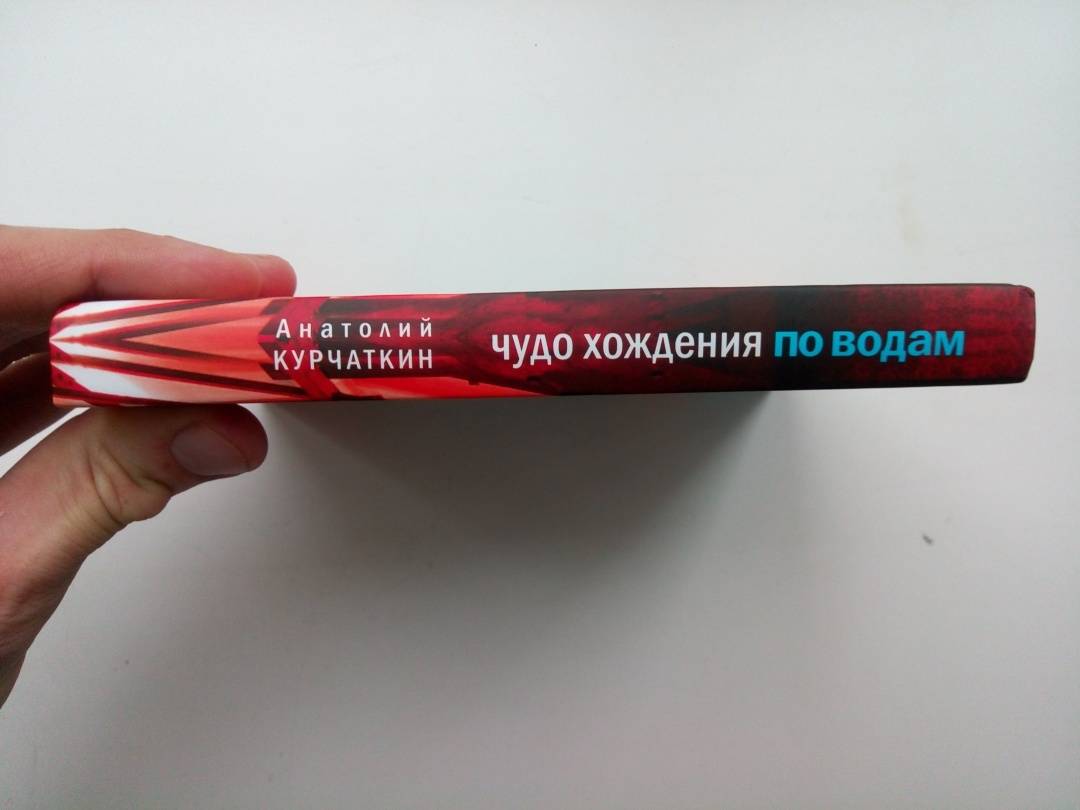 Анатолий
КУРЧАТКИН
чудо хождения по водам